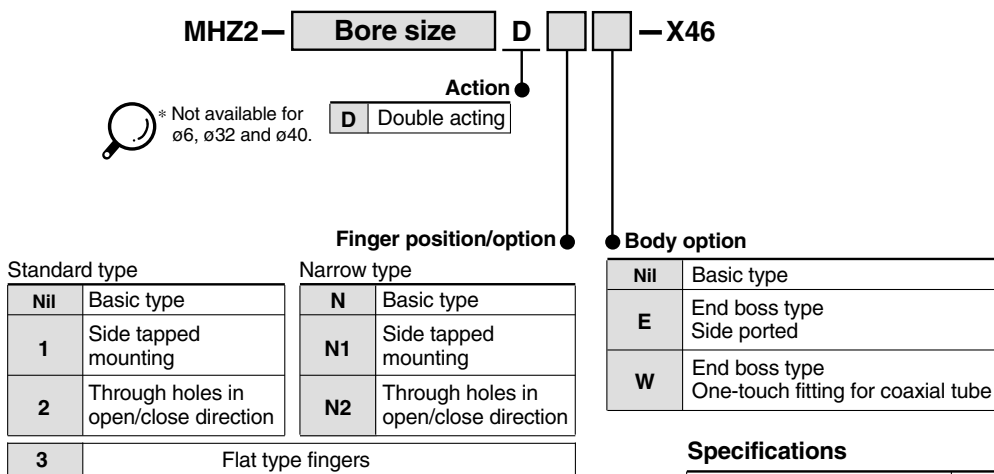 MHZ2− Bore size D − X46
Action
* Not available for
ø6, ø32 and ø40.
D Double acting
Finger position/option
Body option
Standard type
Nil Basic type
1 Side tapped
mounting
2 Through holes in
open/close direction
Narrow type
N Basic type
N1 Side tapped
mounting
N2 Through holes in
open/close direction
3 Flat type fingers
Nil Basic type
E End boss type
Side ported
W End boss type
One-touch fitting for coaxial tube
Specifications